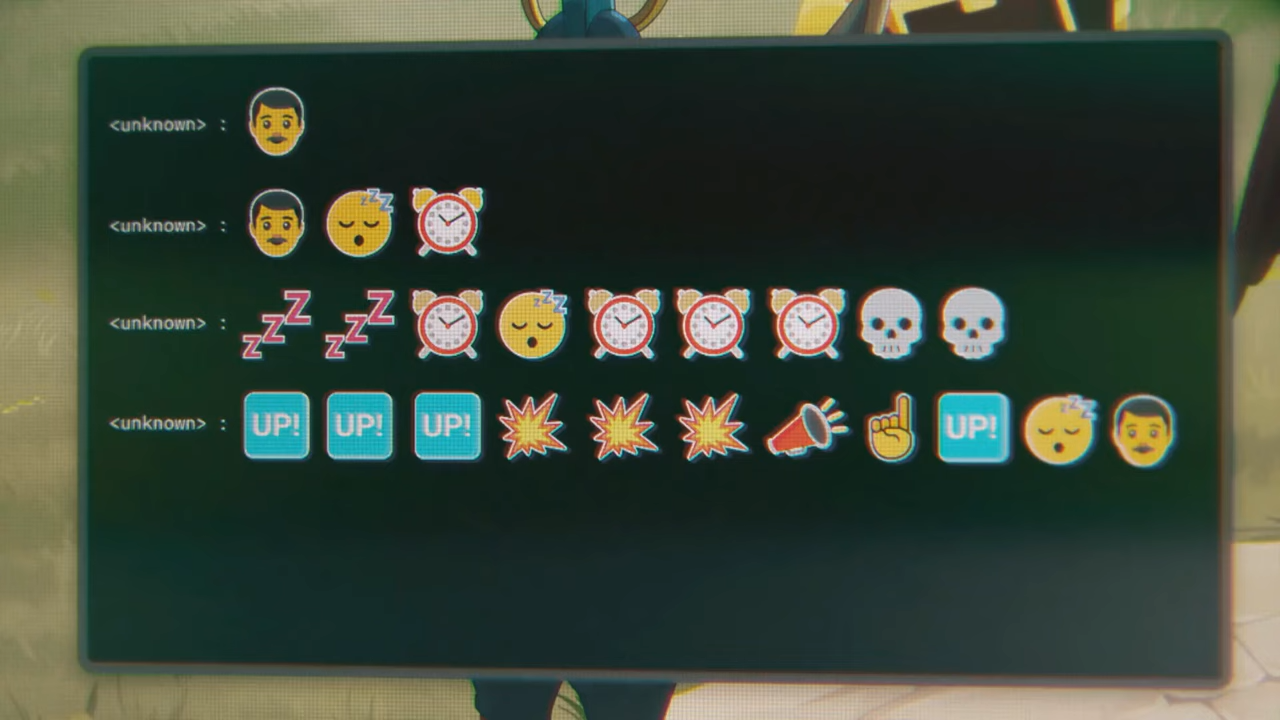 <unknown> : 👨
<unknown> : 👨 😴 ⏰
<unknown> : 💤 💤 ⏰ 😴 ⏰ ⏰ ⏰ 💀 💀
<unknown> : UP! UP! UP! 💥 💥 💥 📣 ☝ UP! 😴 👨